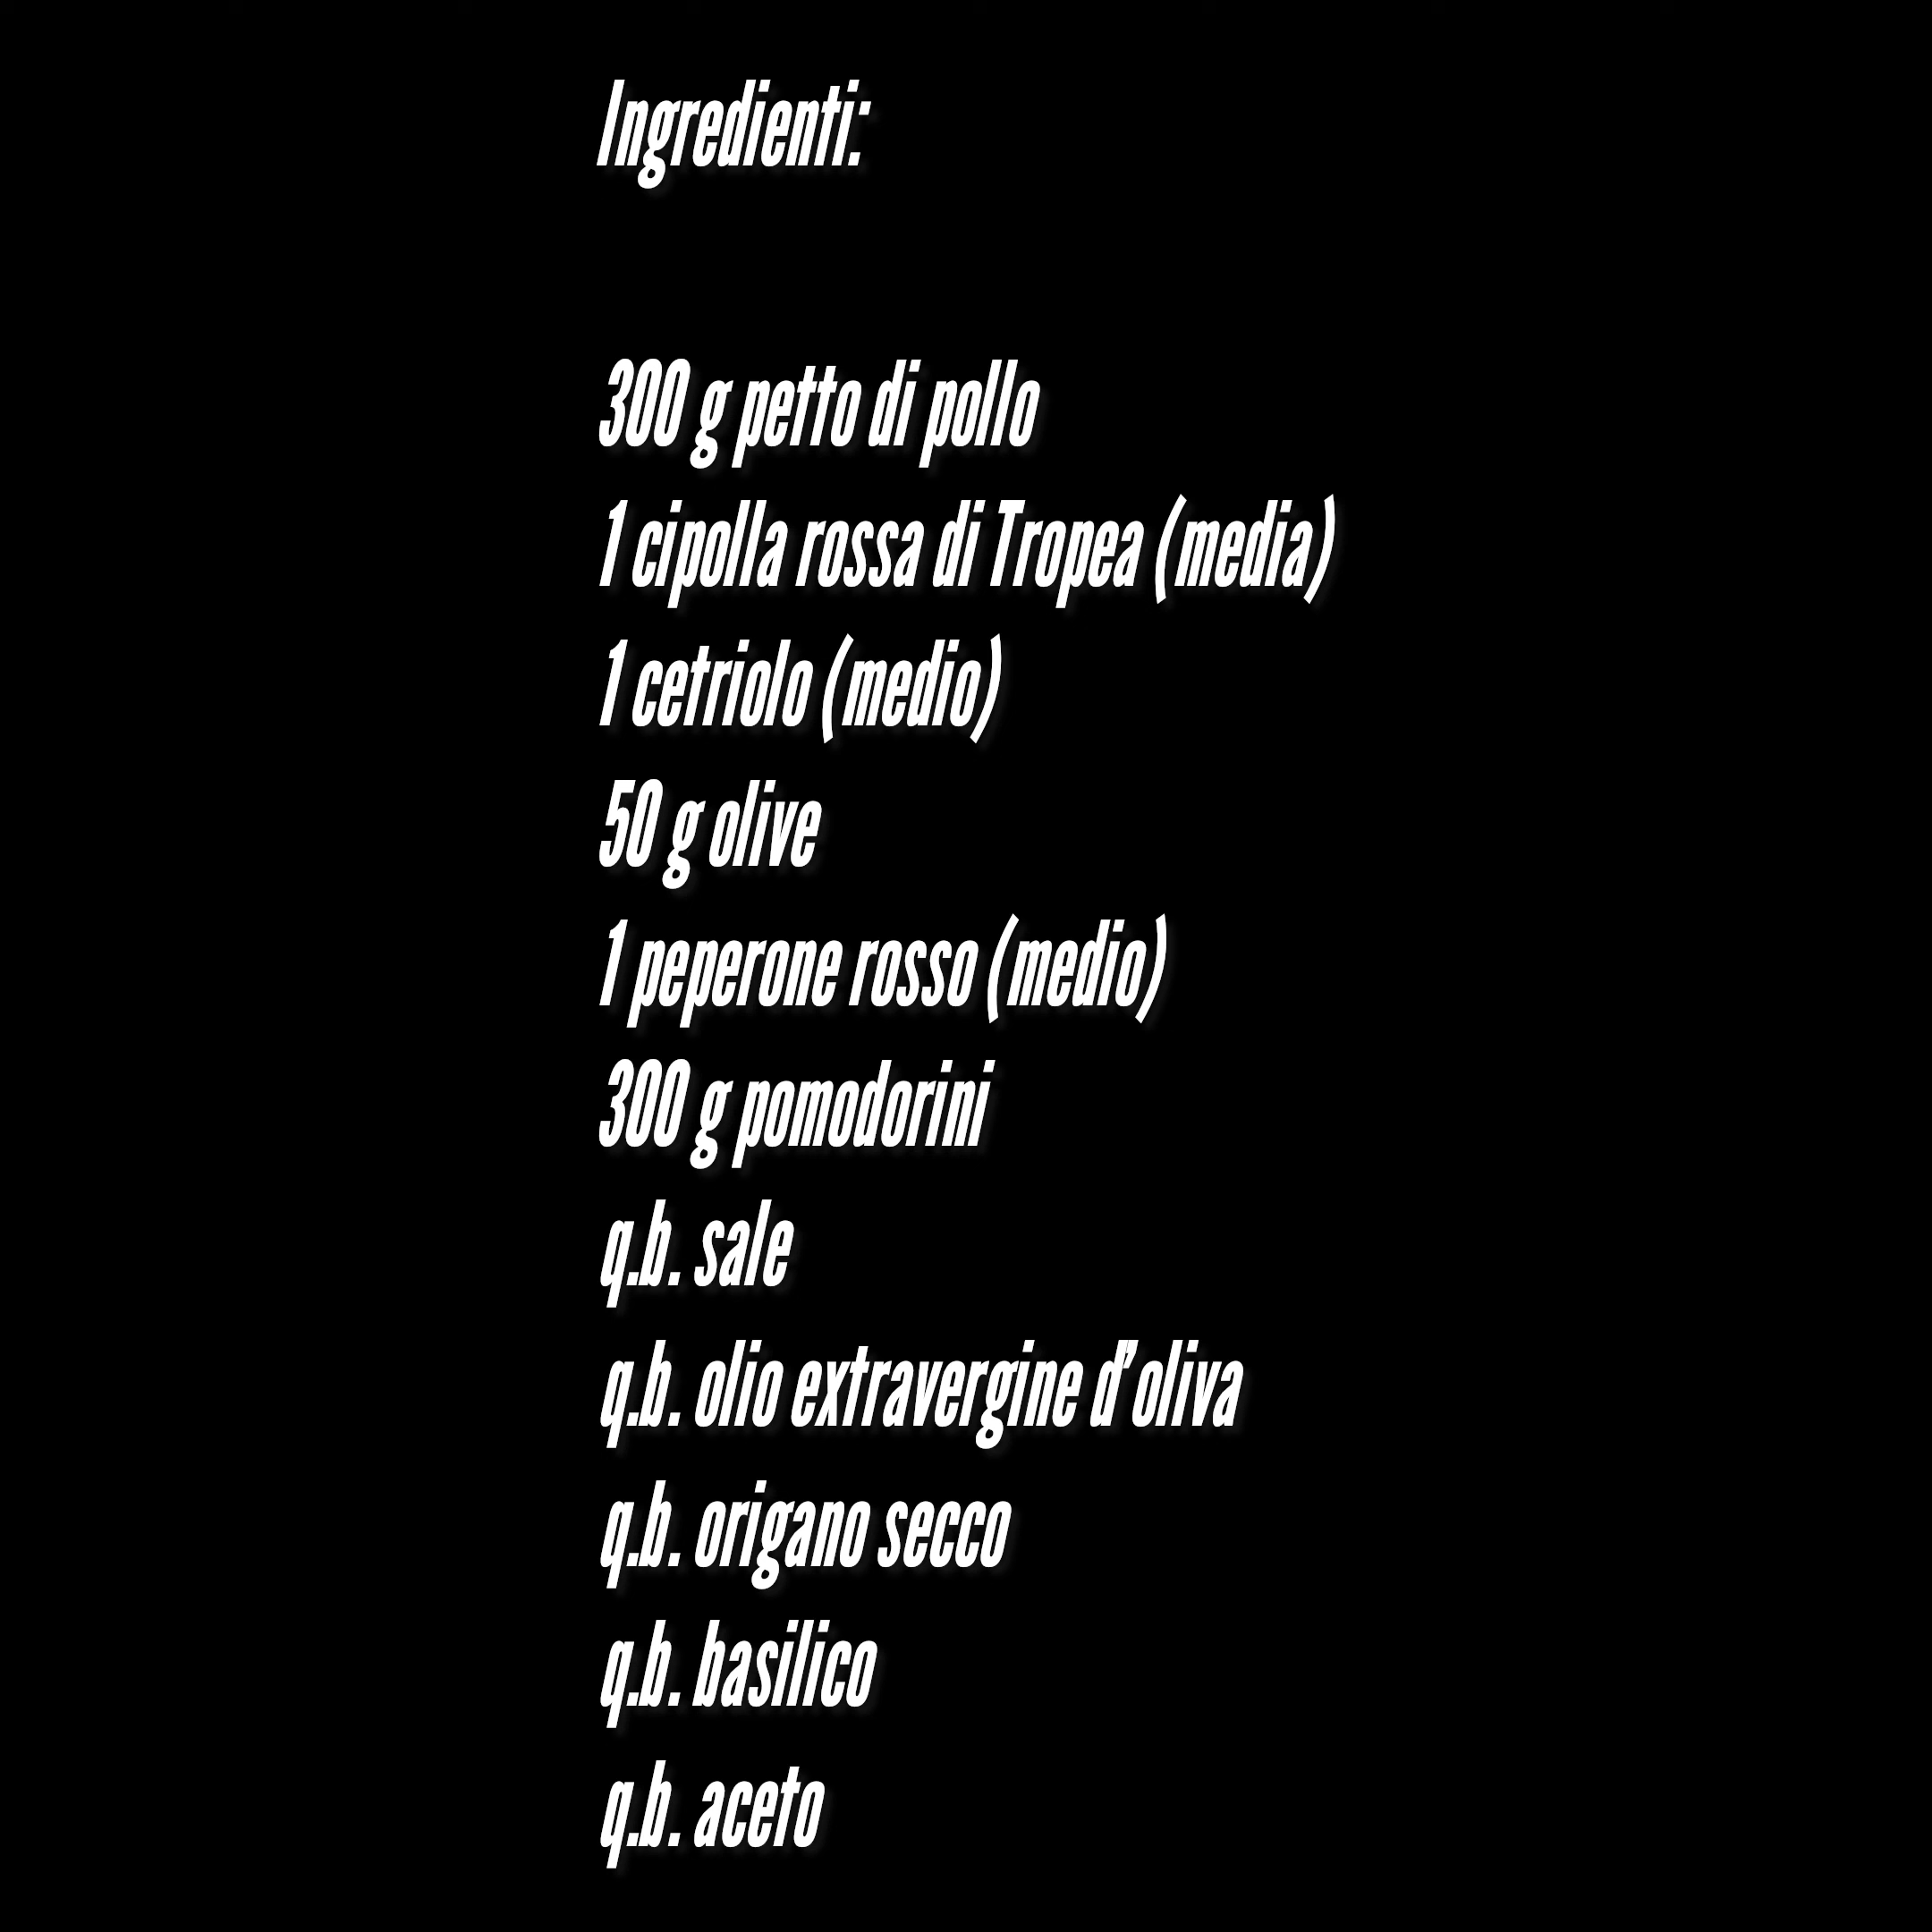 Ingredienti:
300 g petto di pollo
1 cipolla rossa di Tropea (media)
1 cetriolo (medio)
50 g olive
1 peperone rosso (medio)
300 g pomodorini
q.b. sale
q.b. olio extravergine d’oliva
q.b. origano secco
q.b. basilico
q.b. aceto